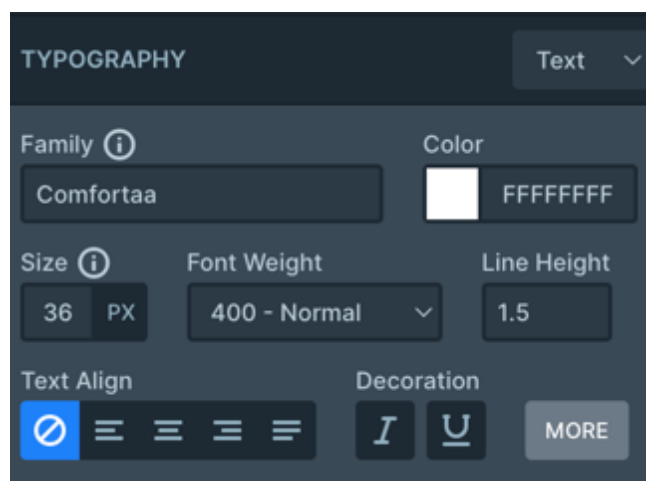 TYPOGRAPHY Text
Family Color
Comfortaa FFFFFFFF
Size Font Weight Line Height
36 PX 400 - Normal 1.5
Text Align Decoration
I U MORE